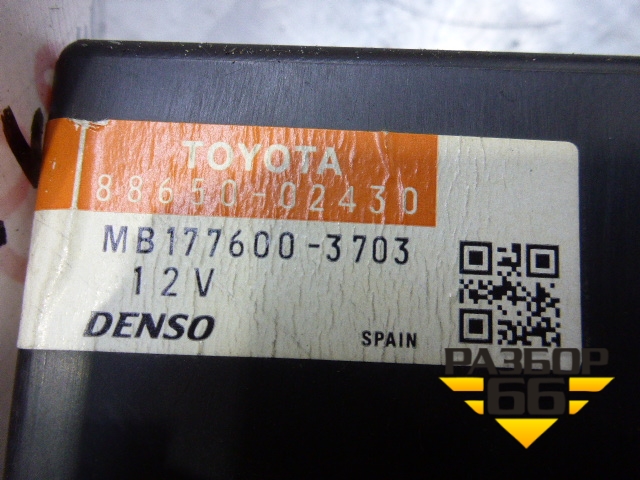 TOYOTA
88650-02430
MB177600-3703
12V
DENSO
SPAIN
РАЗБОР
66